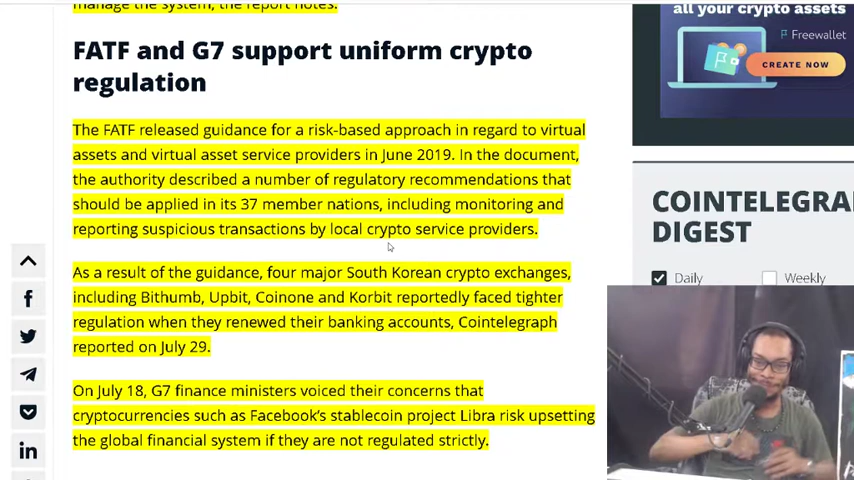 manage the system, the report notes.
FATF and G7 support uniform crypto
regulation
The FATF released guidance for a risk-based approach in regard to virtual
assets and virtual asset service providers in June 2019. In the document,
the authority described a number of regulatory recommendations that
should be applied in its 37 member nations, including monitoring and
reporting suspicious transactions by local crypto service providers.
As a result of the guidance, four major South Korean crypto exchanges,
including Bithumb, Upbit, Coinone and Korbit reportedly faced tighter
regulation when they renewed their banking accounts, Cointelegraph
reported on July 29.
On July 18, G7 finance ministers voiced their concerns that
cryptocurrencies such as Facebook's stablecoin project Libra risk upsetting
the global financial system if they are not regulated strictly.
all your crypto assets
Freewallet
CREATE NOW
COINTELEGRA
DIGEST
Daily
Weekly